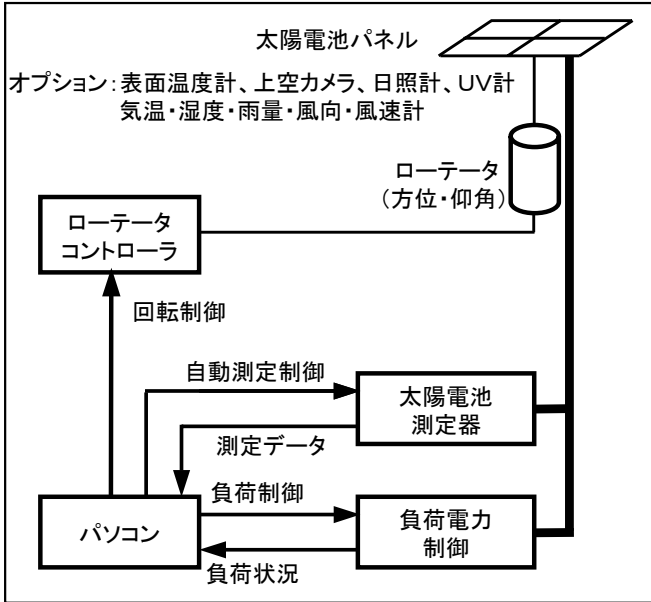 太陽電池パネル
オプション：表面温度計、上空カメラ、日照計、UV計
気温・湿度・雨量・風向・風速計
ローテータ
（方位・仰角）
ローテータ
コントローラ
回転制御
自動測定制御
太陽電池
測定器
測定データ
負荷制御
パソコン
負荷電力
制御
負荷状況